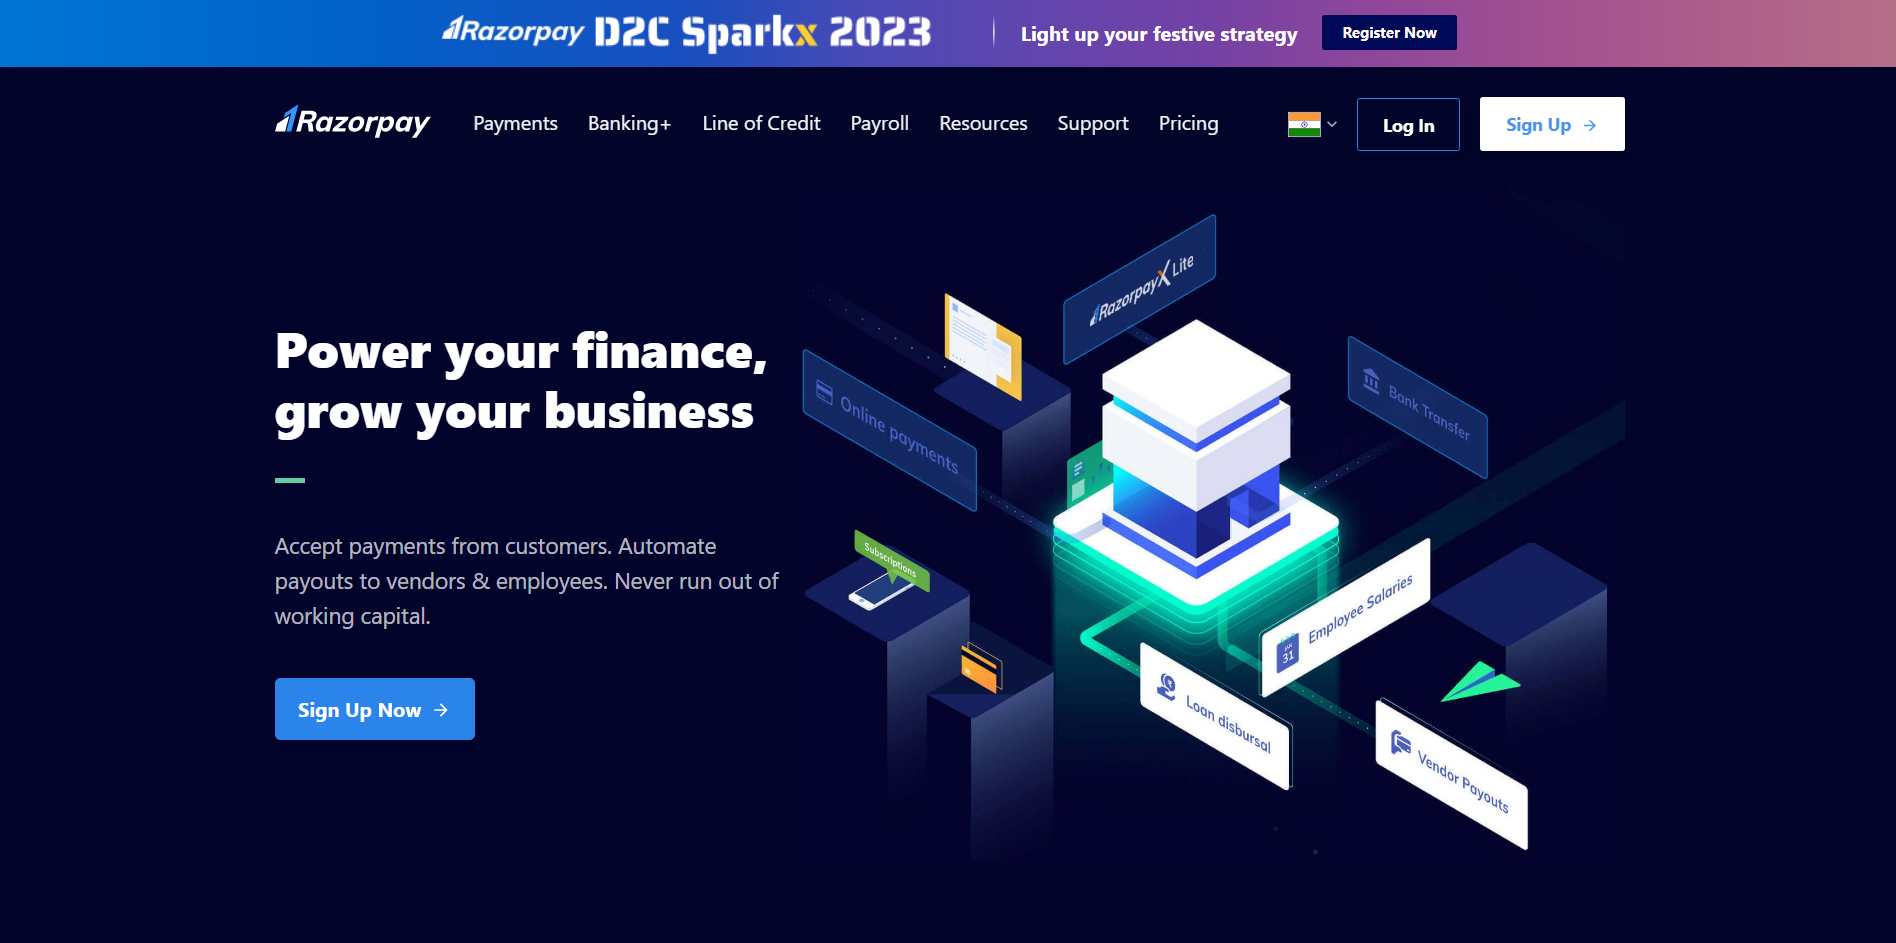 Razorpay D2C Sparkx 2023
Light up your festive strategy
Register Now
Razorpay
Payments
Banking+
Line of Credit
Payroll
Resources
Support
Pricing
Log In
Sign Up
Power your finance,
grow your business
Accept payments from customers. Automate
payouts to vendors & employees. Never run out of
working capital.
Sign Up Now
RazorpayX Lite
Online payments
Bank Transfer
Subscriptions
Employee Salaries
31
Loan disbursal
Vendor Payouts